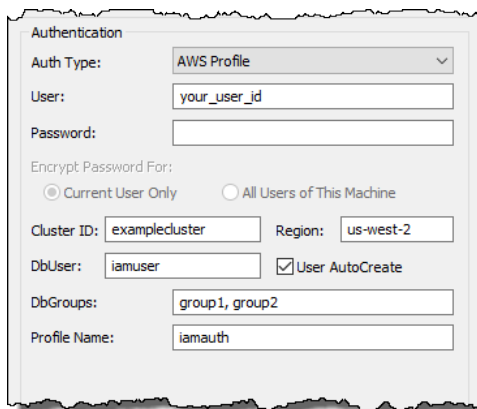 Authentication
Auth Type: AWS Profile
User: your_user_id
Password:
Encrypt Password For:
Current User Only All Users of This Machine
Cluster ID: examplecluster Region: us-west-2
DbUser: iamuser User AutoCreate
DbGroups: group1, group2
Profile Name: iamauth